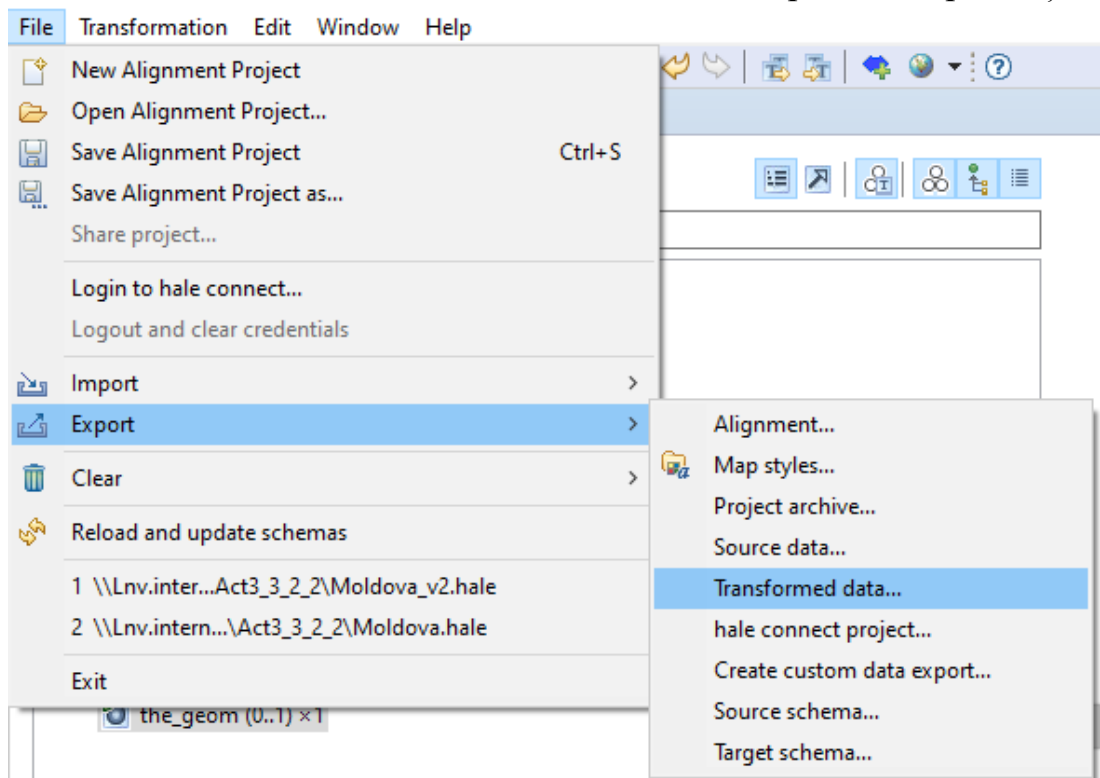 File Transformation Edit Window Help
New Alignment Project
Open Alignment Project...
Save Alignment Project Ctrl+S
Save Alignment Project as...
Share project...
Login to hale connect...
Logout and clear credentials
Import
Export
Clear
Reload and update schemas
1 \\Lnv.inter...Act3_3_2_2\Moldova_v2.hale
2 \\Lnv.intern...\Act3_3_2_2\Moldova.hale
Exit
Alignment...
Map styles...
Project archive...
Source data...
Transformed data...
hale connect project...
Create custom data export...
Source schema...
Target schema...
the_geom (0..1) ×1